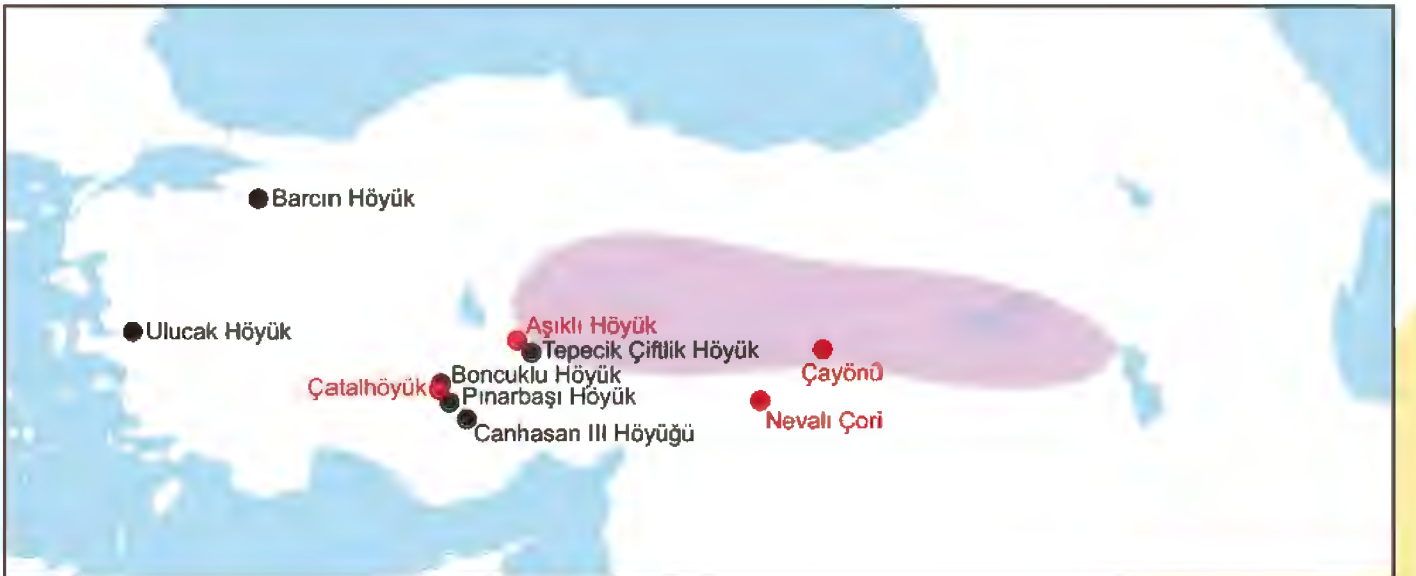 Barcın Höyük
Ulucak Höyük
Aşıklı Höyük
Tepecik Çiftlik Höyük
Boncuklu Höyük
Çatalhöyük
Pınarbaşı Höyük
Canhasan III Höyüğü
Çayönü
Nevalı Çori